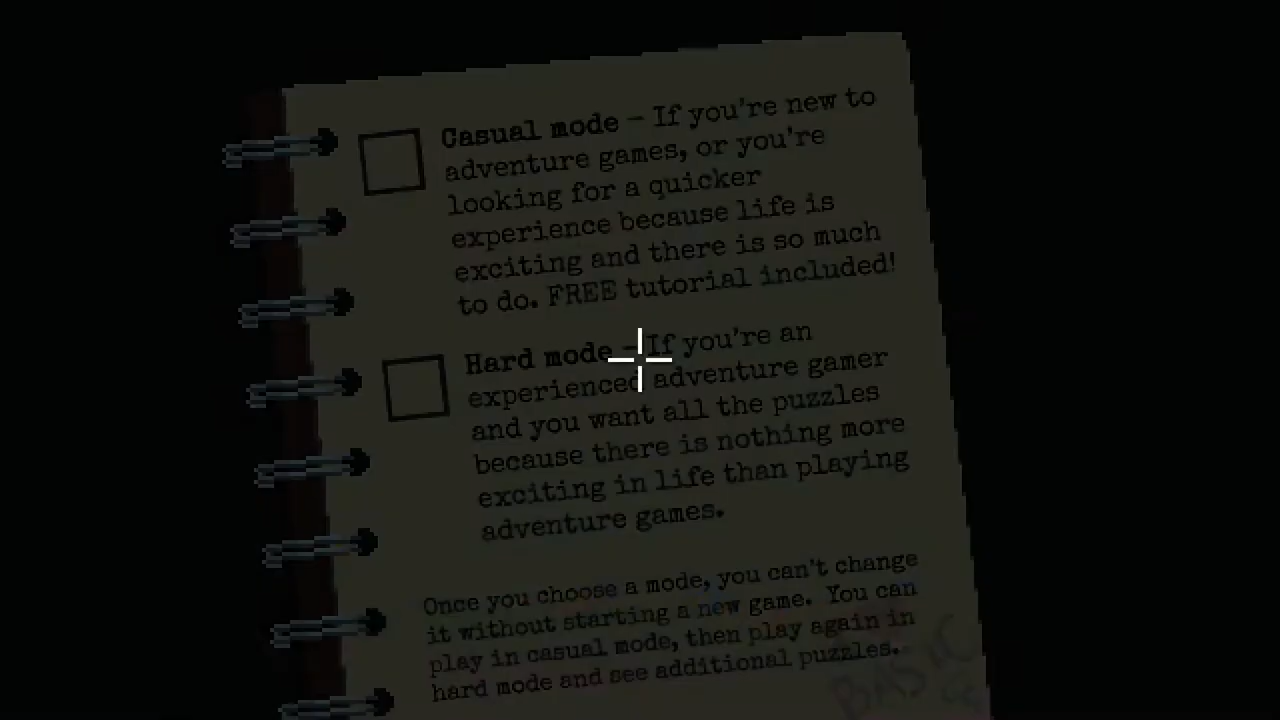 Casual mode – If you're new to
adventure games, or you're
looking for a quicker
experience because life is
exciting and there is so much
to do. FREE tutorial included!
Hard mode – If you're an
experienced adventure gamer
and you want all the puzzles
because there is nothing more
exciting in life than playing
adventure games.
Once you choose a mode, you can't change
it without starting a new game. You can
play in casual mode, then play again in
hard mode and see additional puzzles.
BASIC